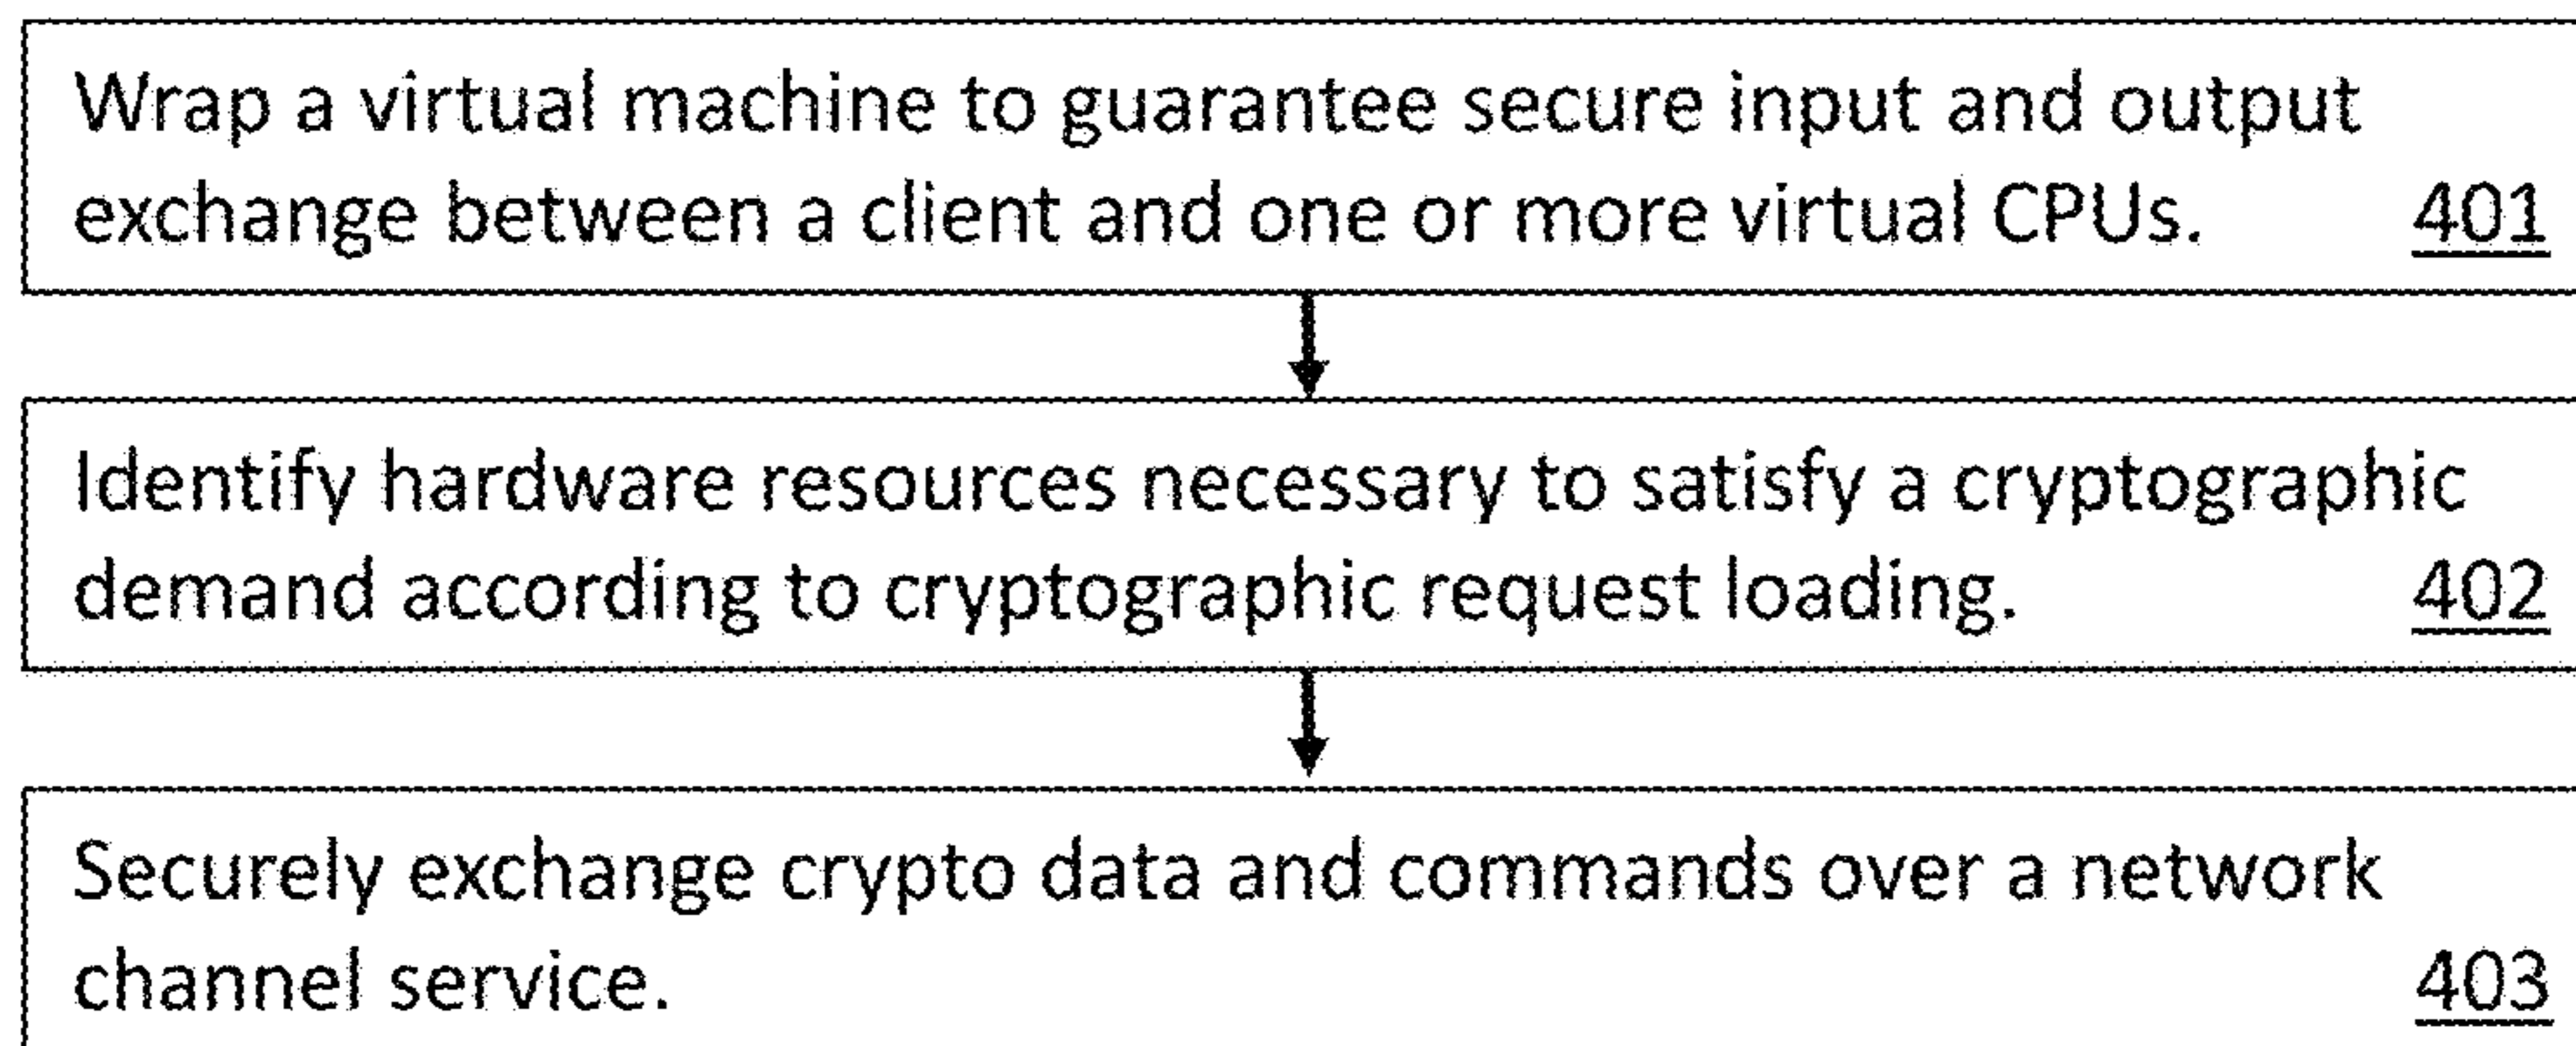 Wrap a virtual machine to guarantee secure input and output
exchange between a client and one or more virtual CPUs. 401
Identify hardware resources necessary to satisfy a cryptographic
demand according to cryptographic request loading. 402
Securely exchange crypto data and commands over a network
channel service. 403